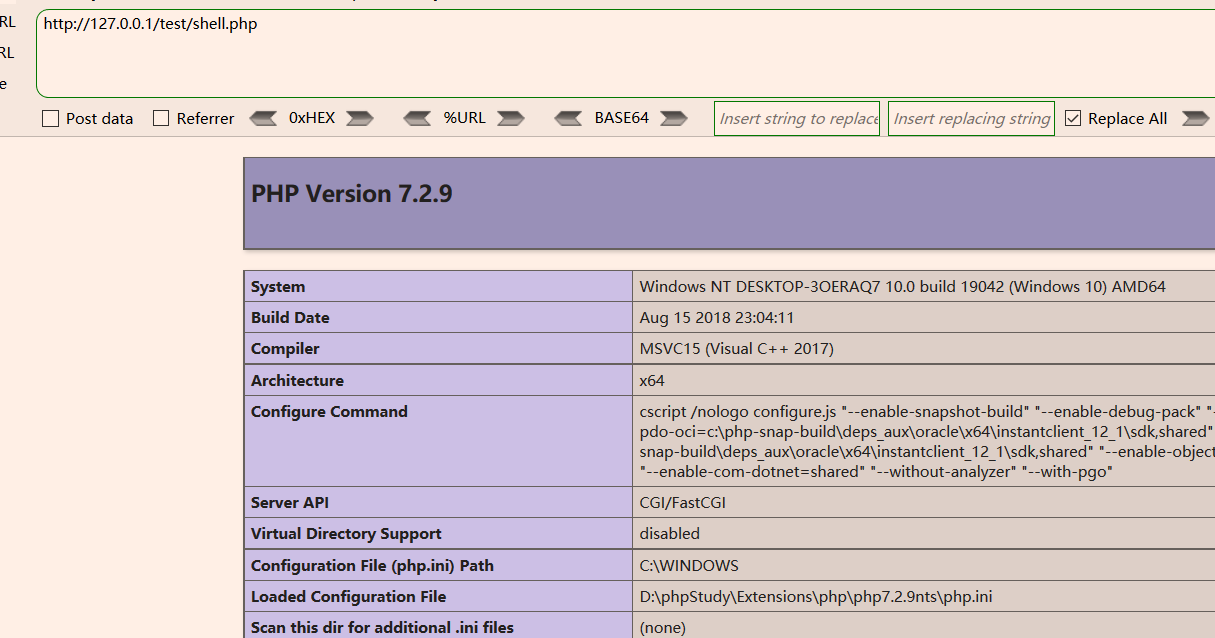 RL
http://127.0.0.1/test/shell.php
RL
e
Post data Referrer 0xHEX %URL BASE64 Insert string to replace Insert replacing string Replace All
PHP Version 7.2.9
System Windows NT DESKTOP-3OERAQ7 10.0 build 19042 (Windows 10) AMD64
Build Date Aug 15 2018 23:04:11
Compiler MSVC15 (Visual C++ 2017)
Architecture x64
Configure Command cscript /nologo configure.js "--enable-snapshot-build" "--enable-debug-pack" "-
pdo-oci=c:\php-snap-build\deps_aux\oracle\x64\instantclient_12_1\sdk,shared"
snap-build\deps_aux\oracle\x64\instantclient_12_1\sdk,shared" "--enable-object
"--enable-com-dotnet=shared" "--without-analyzer" "--with-pgo"
Server API CGI/FastCGI
Virtual Directory Support disabled
Configuration File (php.ini) Path C:\WINDOWS
Loaded Configuration File D:\phpStudy\Extensions\php\php7.2.9nts\php.ini
Scan this dir for additional .ini files (none)